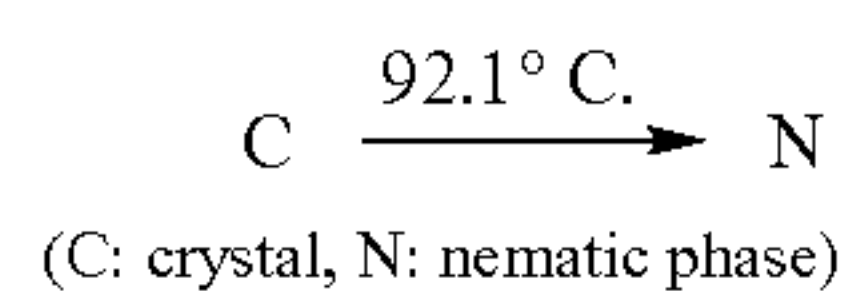 92.1° C.
C → N
(C: crystal, N: nematic phase)